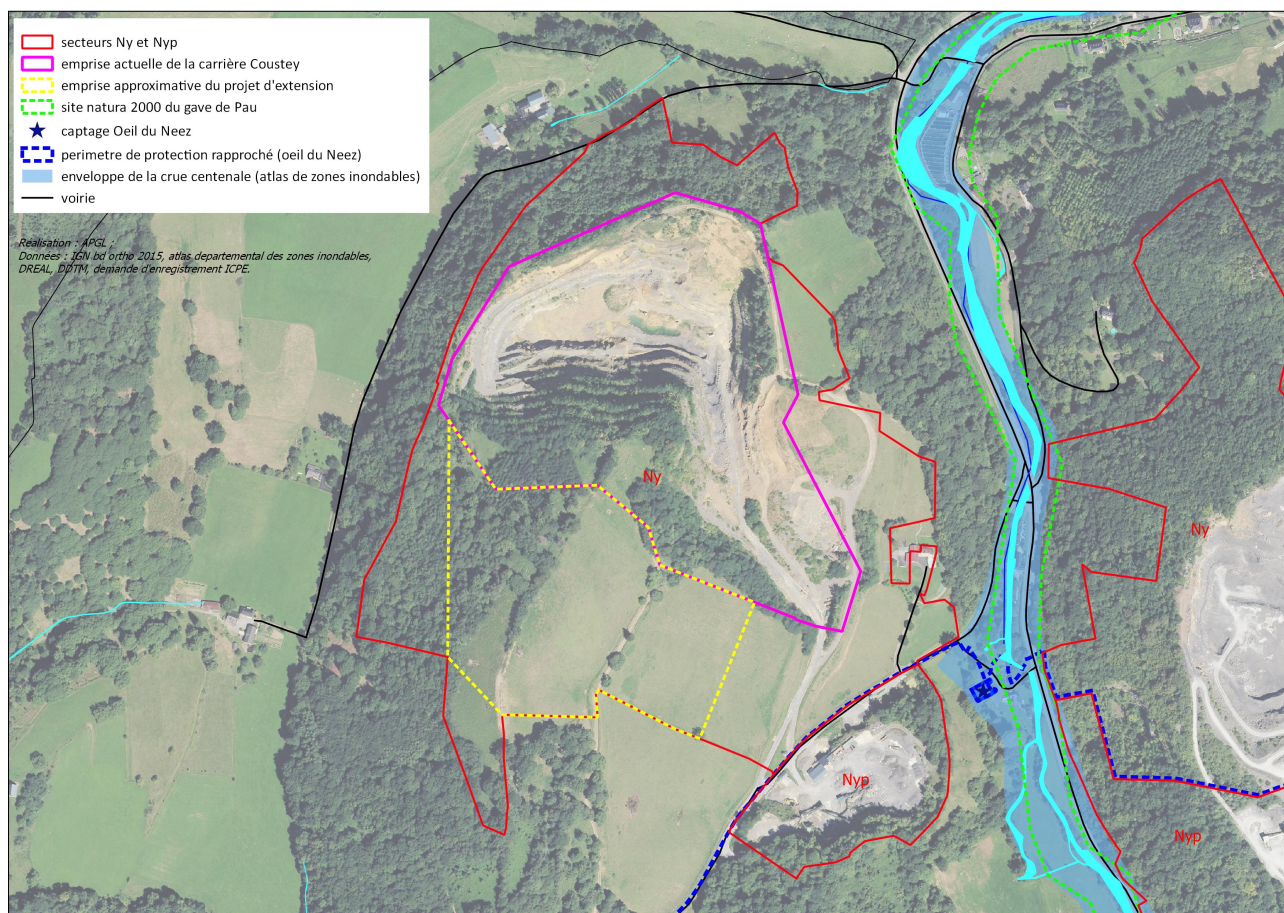 secteurs Ny et Nyp
emprise actuelle de la carrière Coustey
emprise approximative du projet d'extension
site natura 2000 du gave de Pau
captage Oeil du Neez
perimetre de protection rapproché (oeil du Neez)
enveloppe de la crue centenale (atlas de zones inondables)
voirie
Réalisation : APGL ;
Données : IGN bd ortho 2015, atlas departemental des zones inondables,
DREAL, DDTM, demande d'enregistrement ICPE.
Ny
Ny
Nyp
Nyp